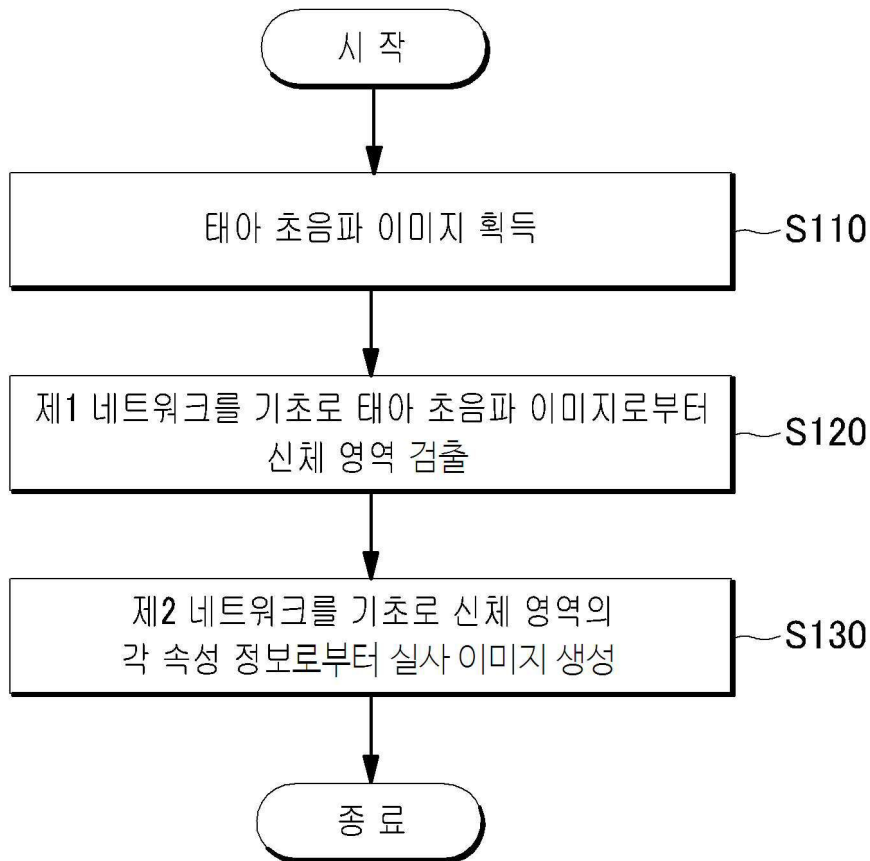 시 작
태아 초음파 이미지 획득
S110
제1 네트워크를 기초로 태아 초음파 이미지로부터
신체 영역 검출
S120
제2 네트워크를 기초로 신체 영역의
각 속성 정보로부터 실사 이미지 생성
S130
종 료